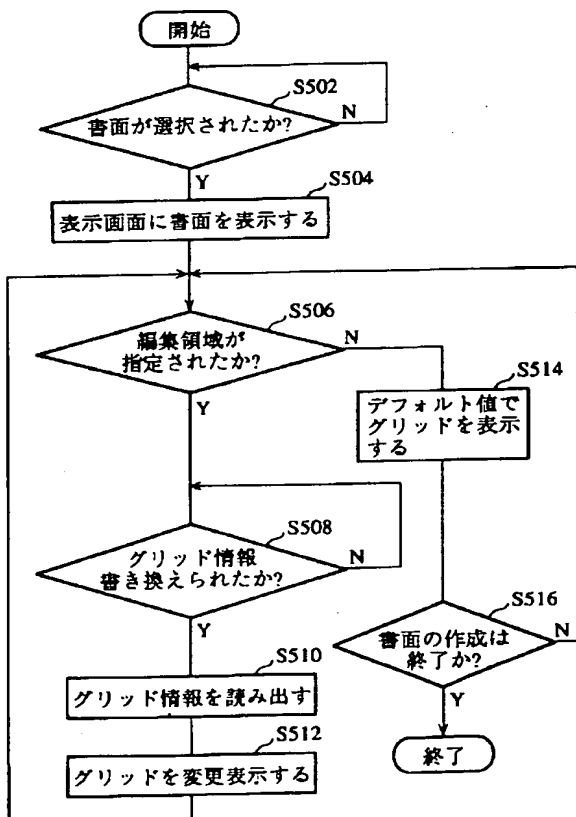 開始
S502
書面が選択されたか?
N
Y
S504
表示画面に書面を表示する
S506
編集領域が
指定されたか?
N
Y
S514
デフォルト値で
グリッドを表示
する
S508
グリッド情報
書き換えられたか?
N
Y
S516
書面の作成は
終了か?
N
Y
S510
グリッド情報を読み出す
S512
グリッドを変更表示する
終了